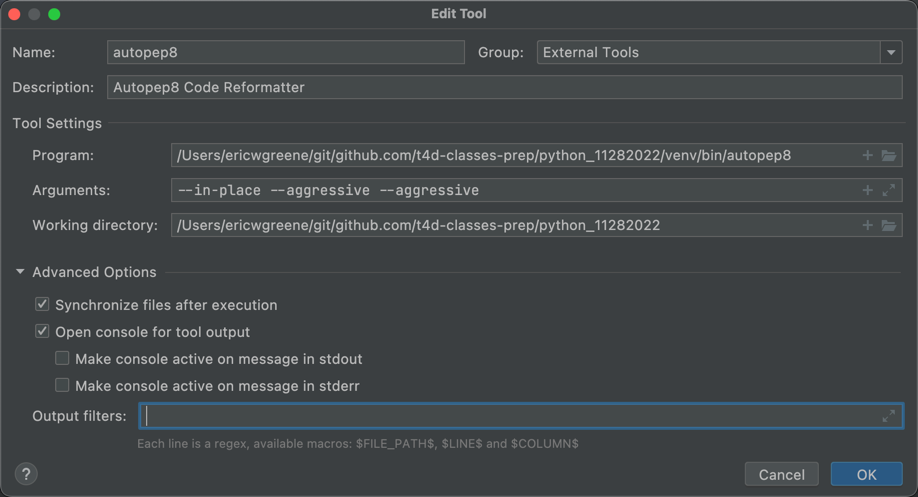 Edit Tool
Name: autopep8 Group: External Tools
Description: Autopep8 Code Reformatter
Tool Settings
Program: /Users/ericwgreene/git/github.com/t4d-classes-prep/python_11282022/venv/bin/autopep8
Arguments: --in-place --aggressive --aggressive
Working directory: /Users/ericwgreene/git/github.com/t4d-classes-prep/python_11282022
Advanced Options
Synchronize files after execution
Open console for tool output
Make console active on message in stdout
Make console active on message in stderr
Output filters:
Each line is a regex, available macros: $FILE_PATH$, $LINE$ and $COLUMN$
? Cancel OK